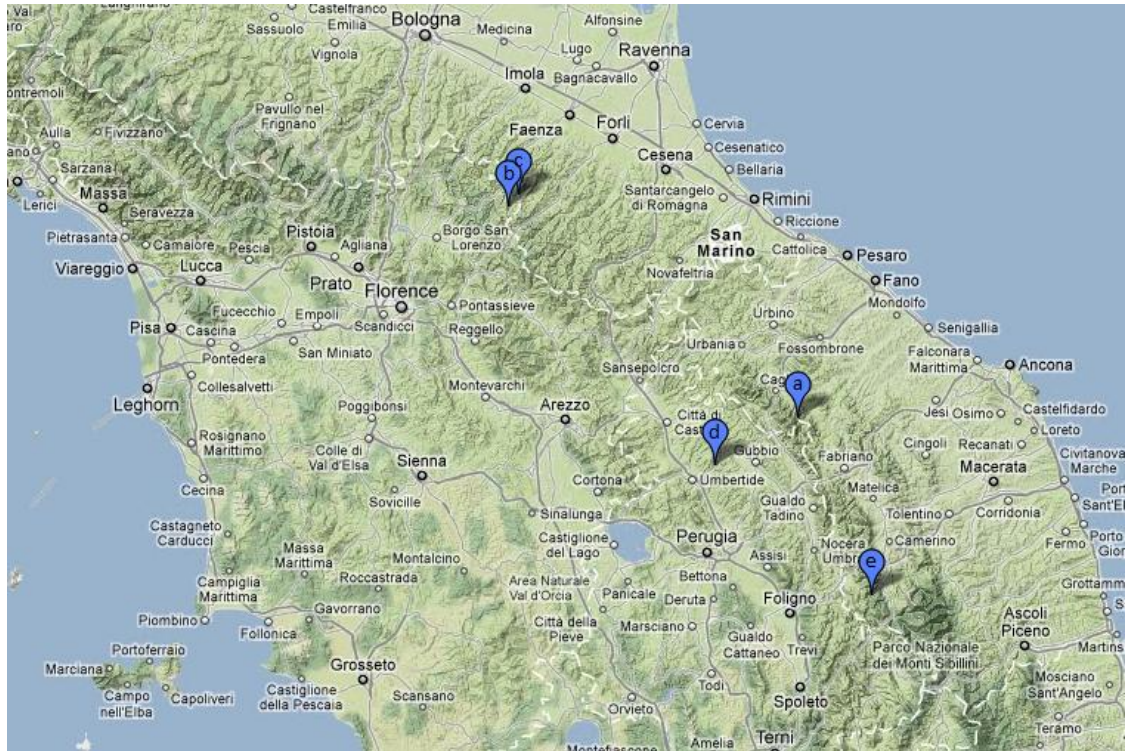 Castelfranco
Emilia
Bologna
Sassuolo
Vignola
Medicina
Alfonsine
Lugo
Ravenna
Bagnacavallo
Imola
Pavullo nel
Frignano
Faenza
Forli
Cervia
Cesenatico
Cesena
Bellaria
Aulla
Fivizzano
Sarzana
Lerici
Massa
Seravezza
Pietrasanta
Camaiore
Pescia
Pistoia
Agliana
Borgo San
Lorenzo
c
b
Santarcangelo
di Romagna
Rimini
Riccione
San
Marino
Cattolica
Viareggio
Lucca
Prato
Florence
Pontassieve
Novafeltria
Pesaro
Fano
Mondolfo
Pisa
Cascina
Fucecchio
Empoli
Scandicci
Reggello
Urbino
Senigallia
Pontedera
San Miniato
Urbania
Fossombrone
Falconara
Marittima
Ancona
Collesalvetti
Leghorn
Montevarchi
Sansepolcro
a
Poggibonsi
Arezzo
Città di
Jesi
Osimo
Castelfidardo
Loreto
Rosignano
Marittimo
Colle di
Val d'Elsa
d
Gubbio
Cingoli
Recanati
Fabriano
Civitanova
Marche
Cecina
Sienna
Sovicille
Cortona
Umbertide
Matelica
Macerata
Sinalunga
Gualdo
Tadino
Tolentino
Corridonia
Castagneto
Carducci
Castiglione
del Lago
Perugia
Assisi
Nocera
Camerino
Fermo
e
Massa
Marittima
Montalcino
Campiglia
Marittima
Roccastrada
Area Naturale
Val d'Orcia
Panicale
Bettona
Deruta
Foligno
Piombino
Follonica
Gavorrano
Città della
Pieve
Marsciano
Gualdo
Cattaneo
Trevi
Ascoli
Piceno
Parco Nazionale
dei Monti Sibillini
Portoferraio
Marciana
Campo
nell'Elba
Capoliveri
Grosseto
Castiglione
della Pescaia
Scansano
Todi
Spoleto
Mosciano
Sant'Angelo
Orvieto
Amelia
Terni
Teramo